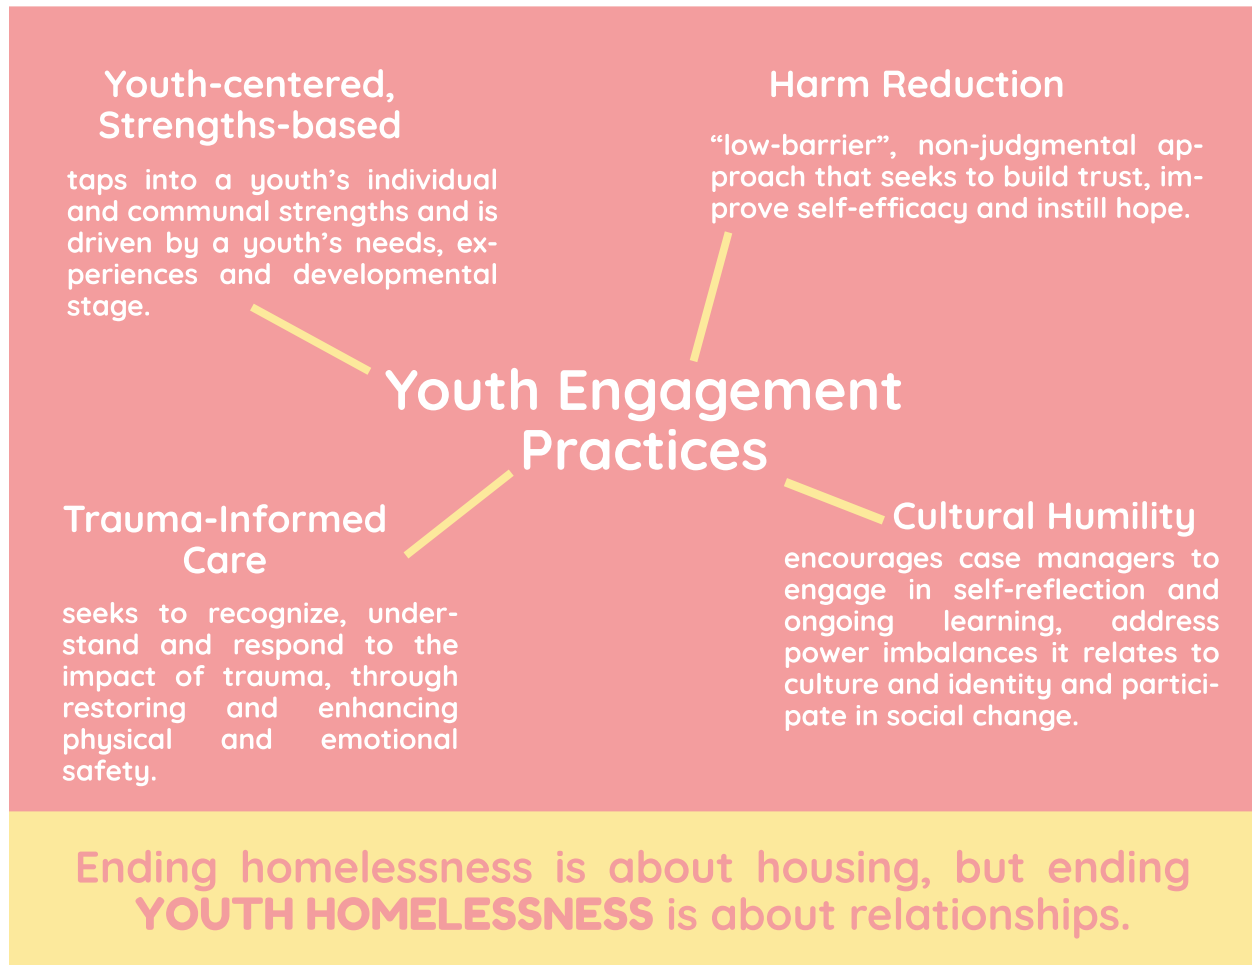 Youth-centered,
Strengths-based
taps into a youth’s individual
and communal strengths and is
driven by a youth’s needs, ex-
periences and developmental
stage.
Harm Reduction
“low-barrier”, non-judgmental ap-
proach that seeks to build trust, im-
prove self-efficacy and instill hope.
Youth Engagement
Practices
Trauma-Informed
Care
seeks to recognize, under-
stand and respond to the
impact of trauma, through
restoring and enhancing
physical and emotional
safety.
Cultural Humility
encourages case managers to
engage in self-reflection and
ongoing learning, address
power imbalances it relates to
culture and identity and partici-
pate in social change.
Ending homelessness is about housing, but ending
YOUTH HOMELESSNESS is about relationships.